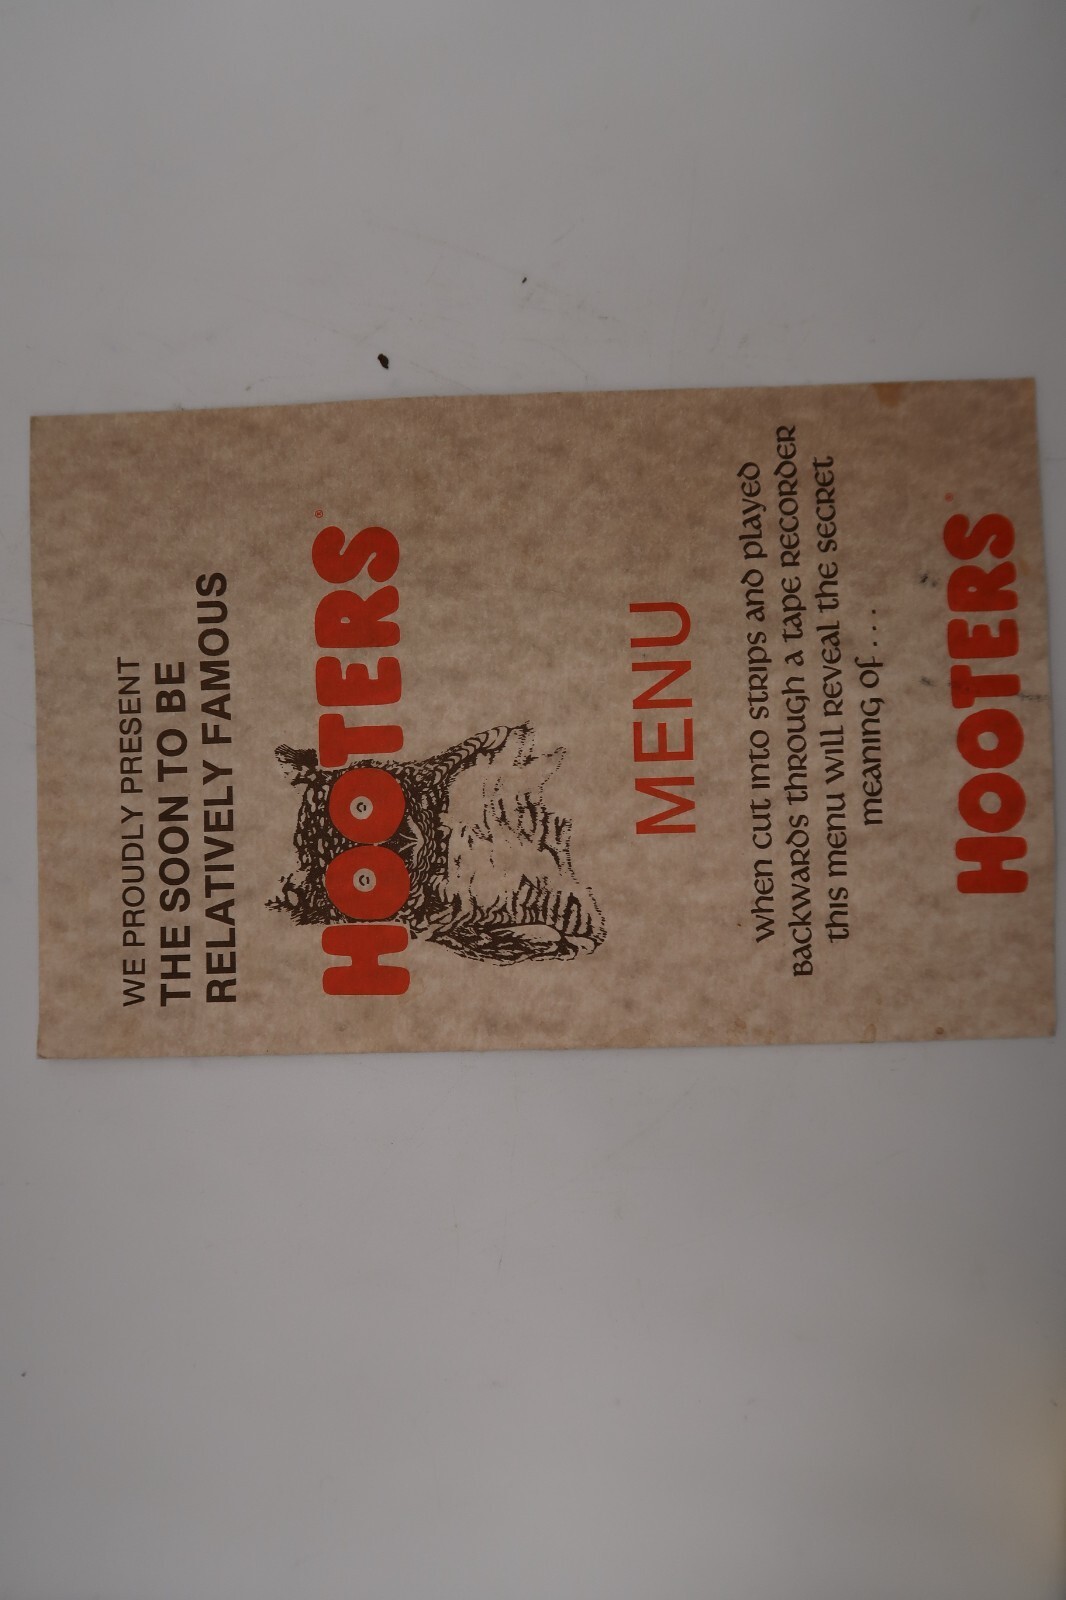 WE PROUDLY PRESENT
THE SOON TO BE
RELATIVELY FAMOUS
HOOTERS®
MENU
When cut into strips and played
backwards through a tape recorder
this menu will reveal the secret
meaning of....
HOOTERS®